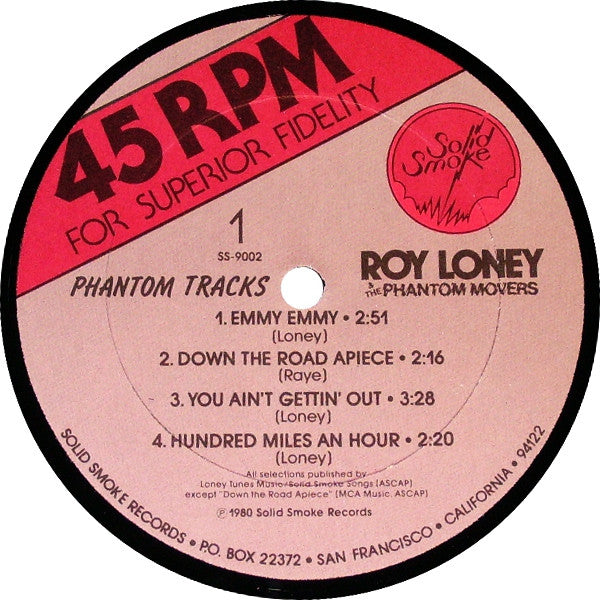 45 RPM
FOR SUPERIOR FIDELITY
Solid
Smoke
1
SS-9002
PHANTOM TRACKS
ROY LONEY
& THE PHANTOM MOVERS
1. EMMY EMMY • 2:51
(Loney)
2. DOWN THE ROAD APIECE • 2:16
(Raye)
3. YOU AIN'T GETTIN' OUT • 3:28
(Loney)
4. HUNDRED MILES AN HOUR • 2:20
(Loney)
All selections published by
Loney Tunes Music/Solid Smoke Songs (ASCAP)
except "Down the Road Apiece" (MCA Music, ASCAP)
℗ 1980 Solid Smoke Records
SOLID SMOKE RECORDS • P.O. BOX 22372 • SAN FRANCISCO • CALIFORNIA • 94122